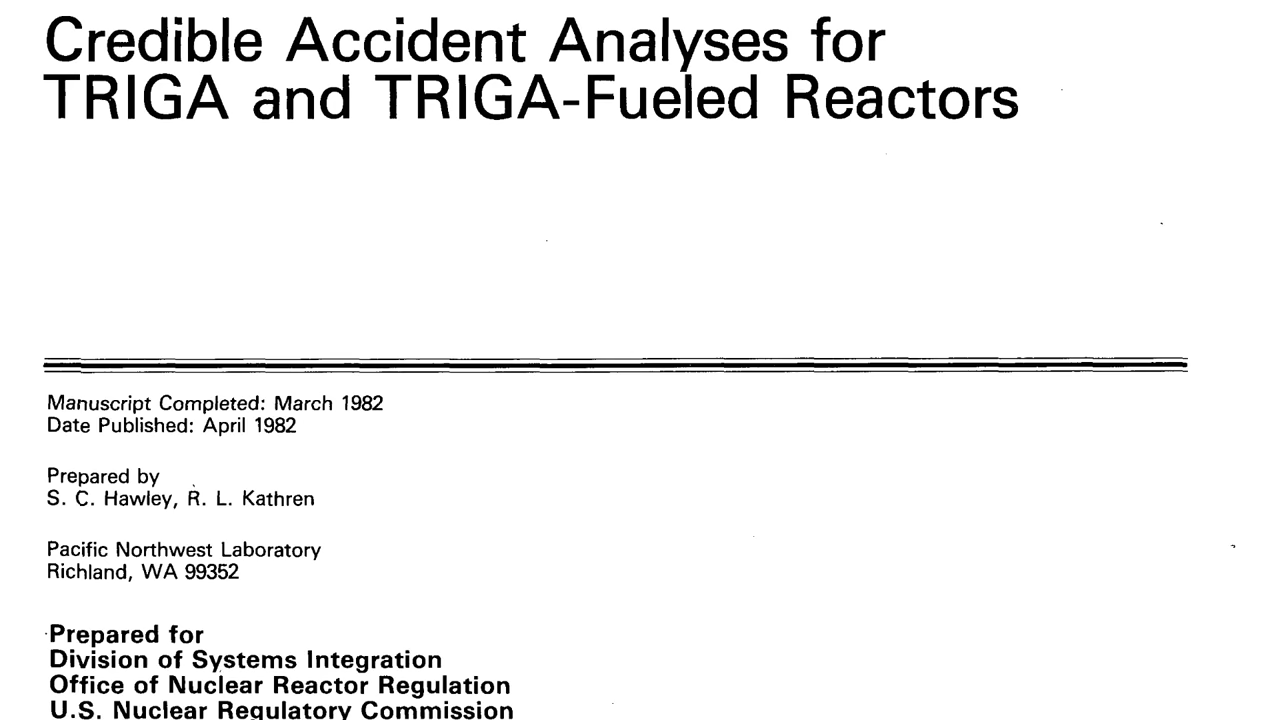 Credible Accident Analyses for
TRIGA and TRIGA-Fueled Reactors
Manuscript Completed: March 1982
Date Published: April 1982
Prepared by
S. C. Hawley, R. L. Kathren
Pacific Northwest Laboratory
Richland, WA 99352
Prepared for
Division of Systems Integration
Office of Nuclear Reactor Regulation
U.S. Nuclear Regulatory Commission